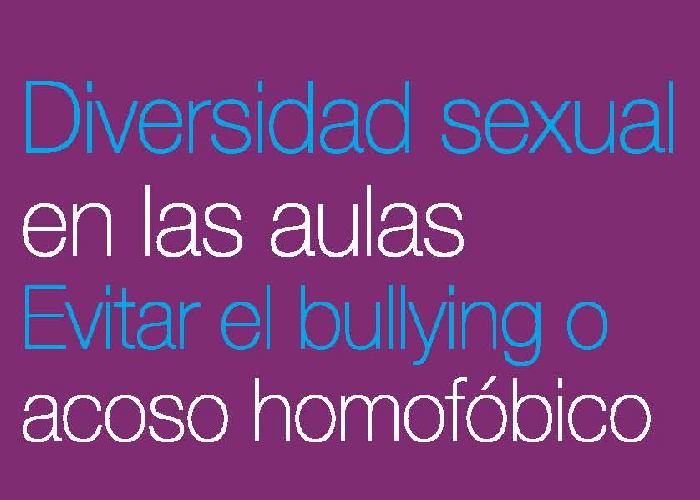 Diversidad sexual
en las aulas
Evitar el bullying o
acoso homofóbico